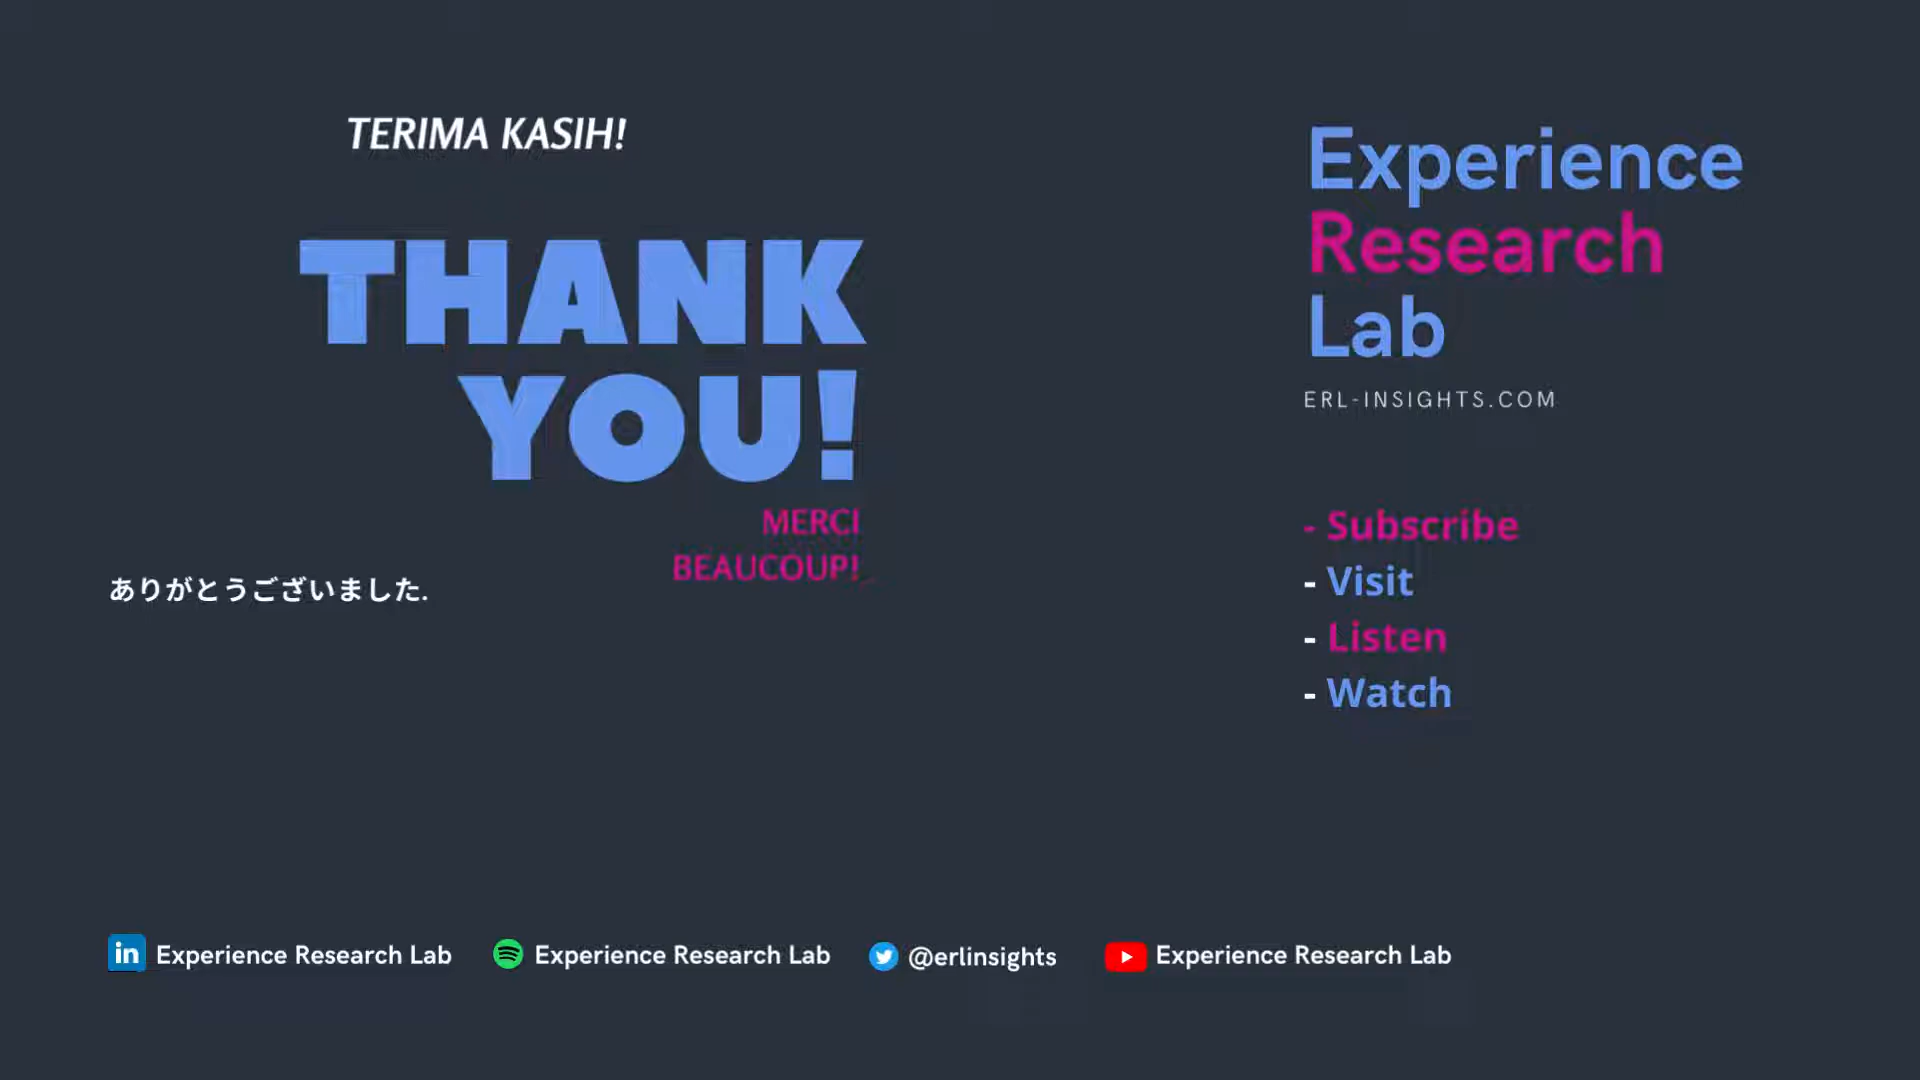 TERIMA KASIH!
THANK
YOU!
MERCI
BEAUCOUP!
ありがとうございました.
Experience
Research
Lab
ERL-INSIGHTS.COM
- Subscribe
- Visit
- Listen
- Watch
in Experience Research Lab
Experience Research Lab
@erlinsights
Experience Research Lab